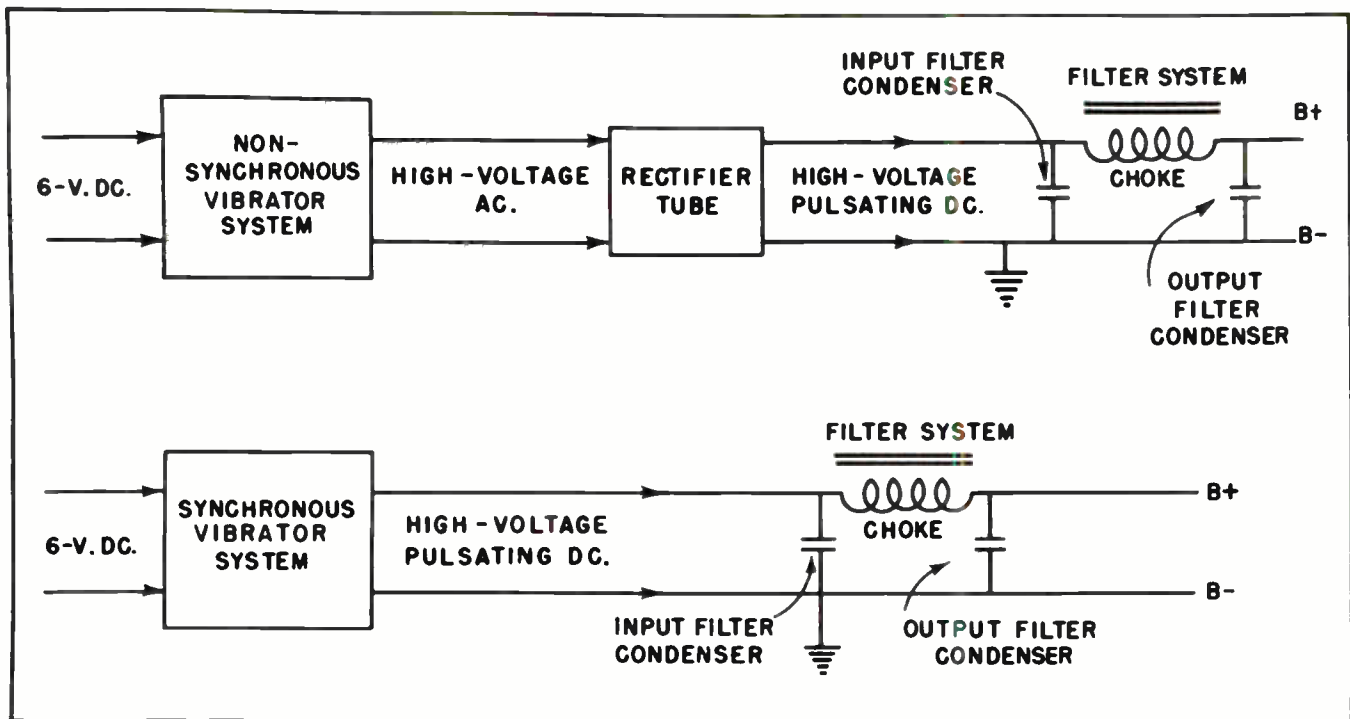 6-V. DC.
NON-
SYNCHRONOUS
VIBRATOR
SYSTEM
HIGH-VOLTAGE
AC.
RECTIFIER
TUBE
HIGH-VOLTAGE
PULSATING DC.
INPUT FILTER
CONDENSER
FILTER SYSTEM
CHOKE
B+
B-
OUTPUT
FILTER
CONDENSER
6-V. DC.
SYNCHRONOUS
VIBRATOR
SYSTEM
HIGH-VOLTAGE
PULSATING DC.
FILTER SYSTEM
CHOKE
B+
B-
INPUT FILTER
CONDENSER
OUTPUT FILTER
CONDENSER